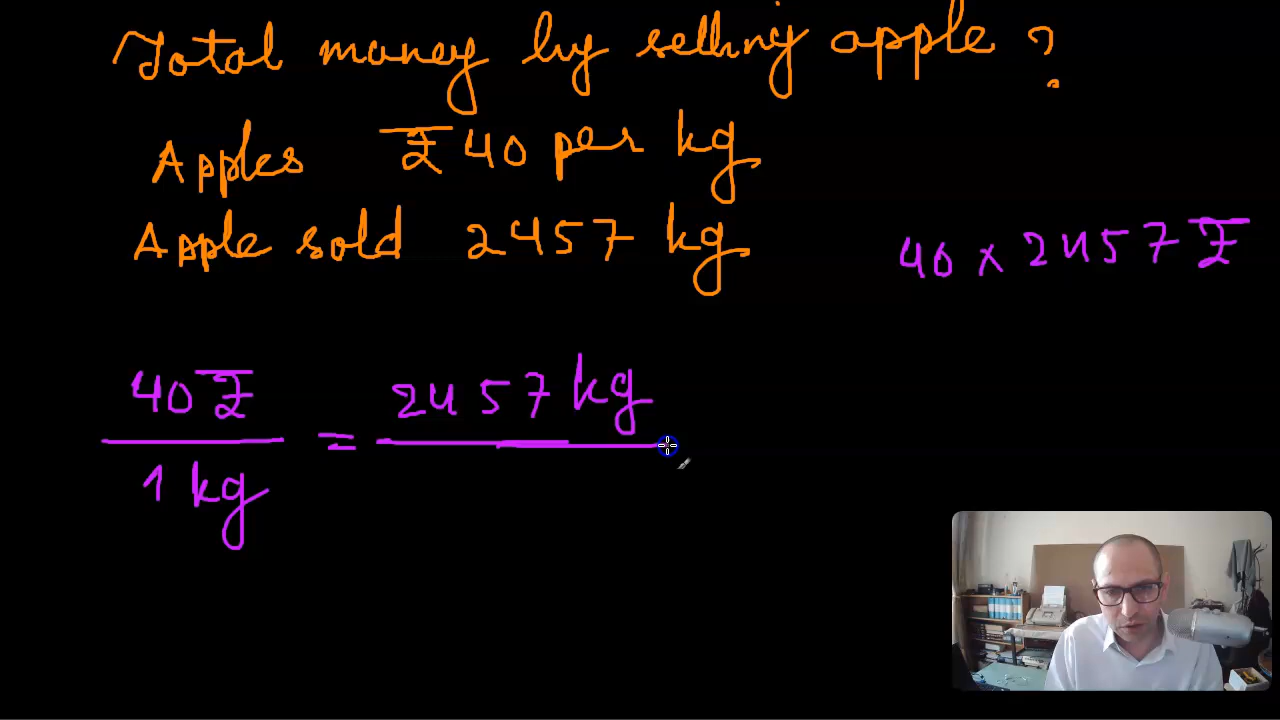 Total money by selling apple ?
Apples ₹ 40 per kg
Apple sold 2457 kg
40 x 2457 ₹
40 ₹ = 2457 kg
1 kg